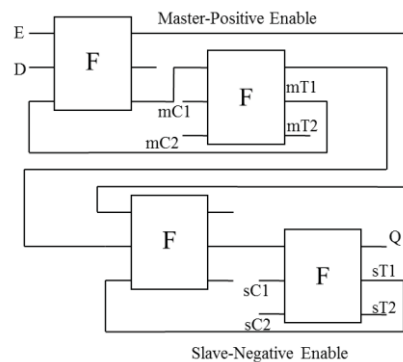 Master-Positive Enable
E
D
F
F
mC1
mC2
mT1
mT2
F
F
sC1
sC2
Q
sT1
sT2
Slave-Negative Enable